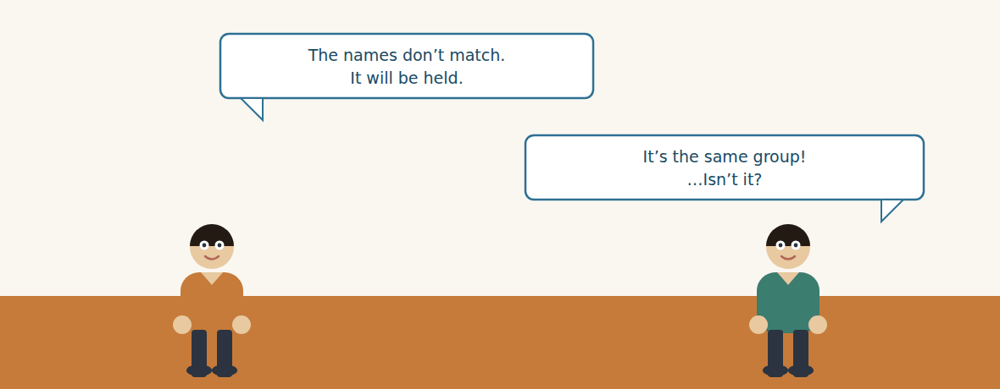 The names don’t match.
It will be held.
It’s the same group!
…Isn’t it?